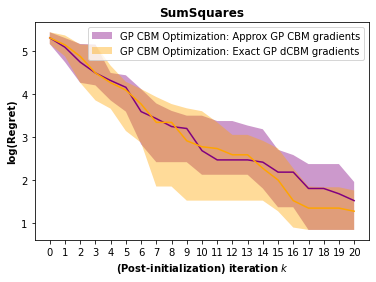 SumSquares
GP CBM Optimization: Approx GP CBM gradients
GP CBM Optimization: Exact GP dCBM gradients
log(Regret)
5
4
3
2
1
0 1 2 3 4 5 6 7 8 9 10 11 12 13 14 15 16 17 18 19 20
(Post-initialization) iteration k